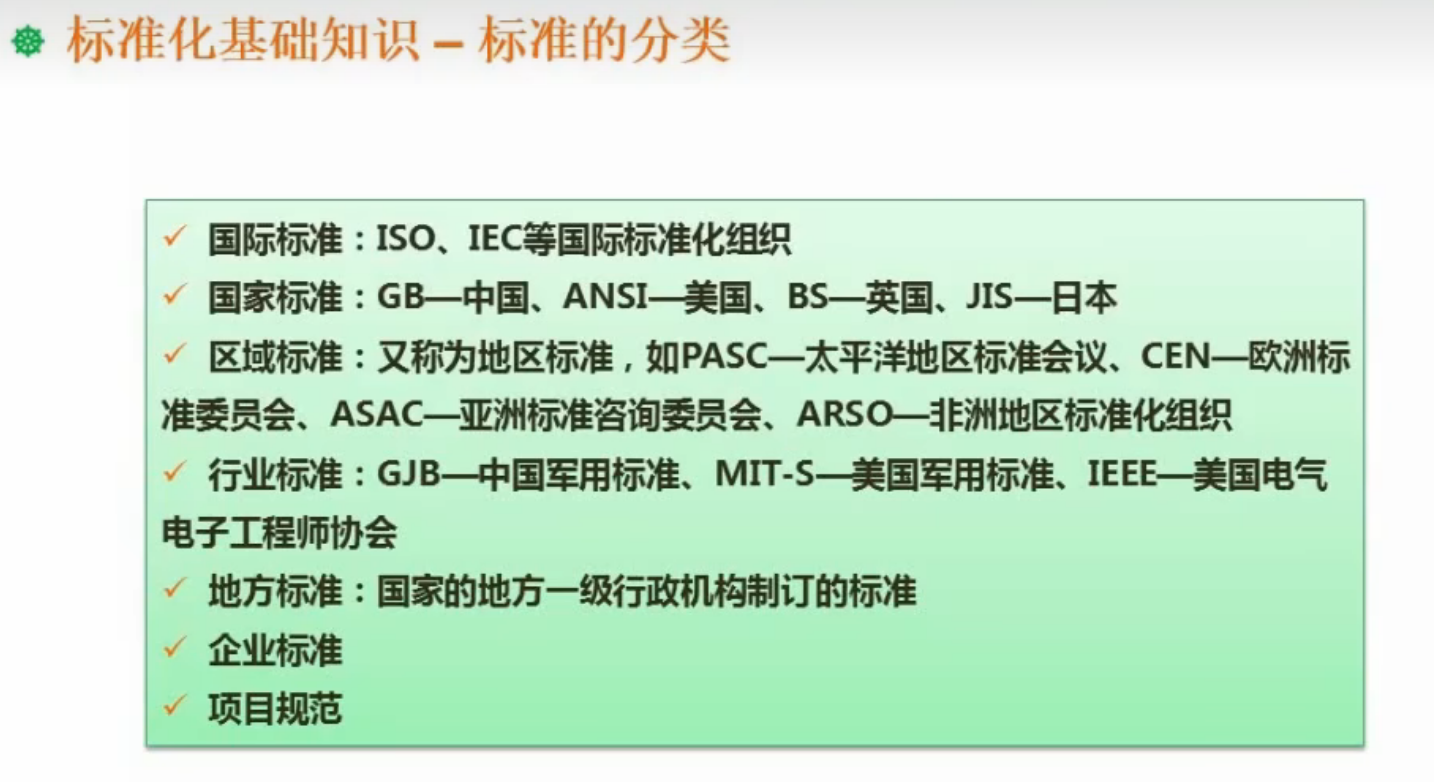 标准化基础知识 – 标准的分类
✓ 国际标准：ISO、IEC等国际标准化组织
✓ 国家标准：GB—中国、ANSI—美国、BS—英国、JIS—日本
✓ 区域标准：又称为地区标准，如PASC—太平洋地区标准会议、CEN—欧洲标
准委员会、ASAC—亚洲标准咨询委员会、ARSO—非洲地区标准化组织
✓ 行业标准：GJB—中国军用标准、MIT-S—美国军用标准、IEEE—美国电气
电子工程师协会
✓ 地方标准：国家的地方一级行政机构制订的标准
✓ 企业标准
✓ 项目规范